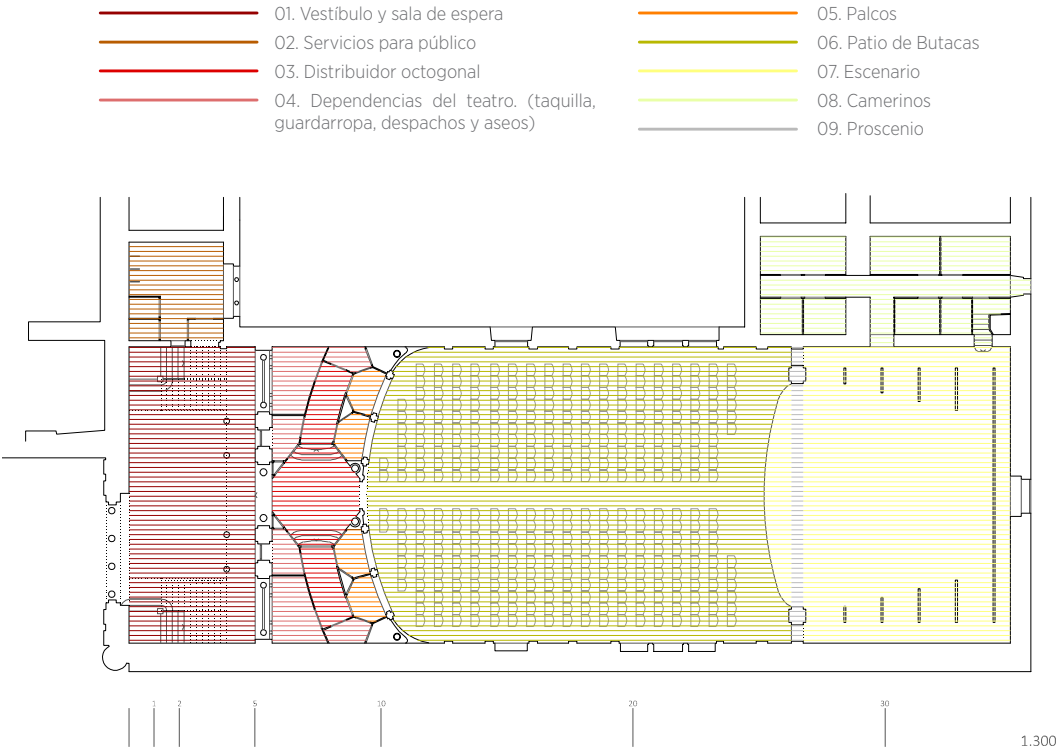 01. Vestíbulo y sala de espera
02. Servicios para público
03. Distribuidor octogonal
04. Dependencias del teatro. (taquilla,
guardarropa, despachos y aseos)
05. Palcos
06. Patio de Butacas
07. Escenario
08. Camerinos
09. Proscenio
1 2 5 10 20 30
1.300